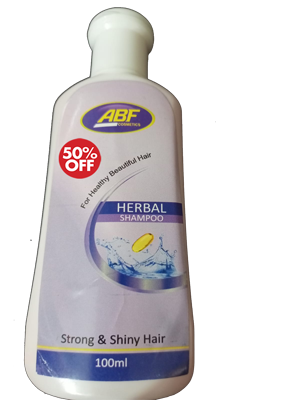 ABF
COSMETICS
50%
OFF
For Healthy Beautiful Hair
HERBAL
SHAMPOO
Strong & Shiny Hair
100ml